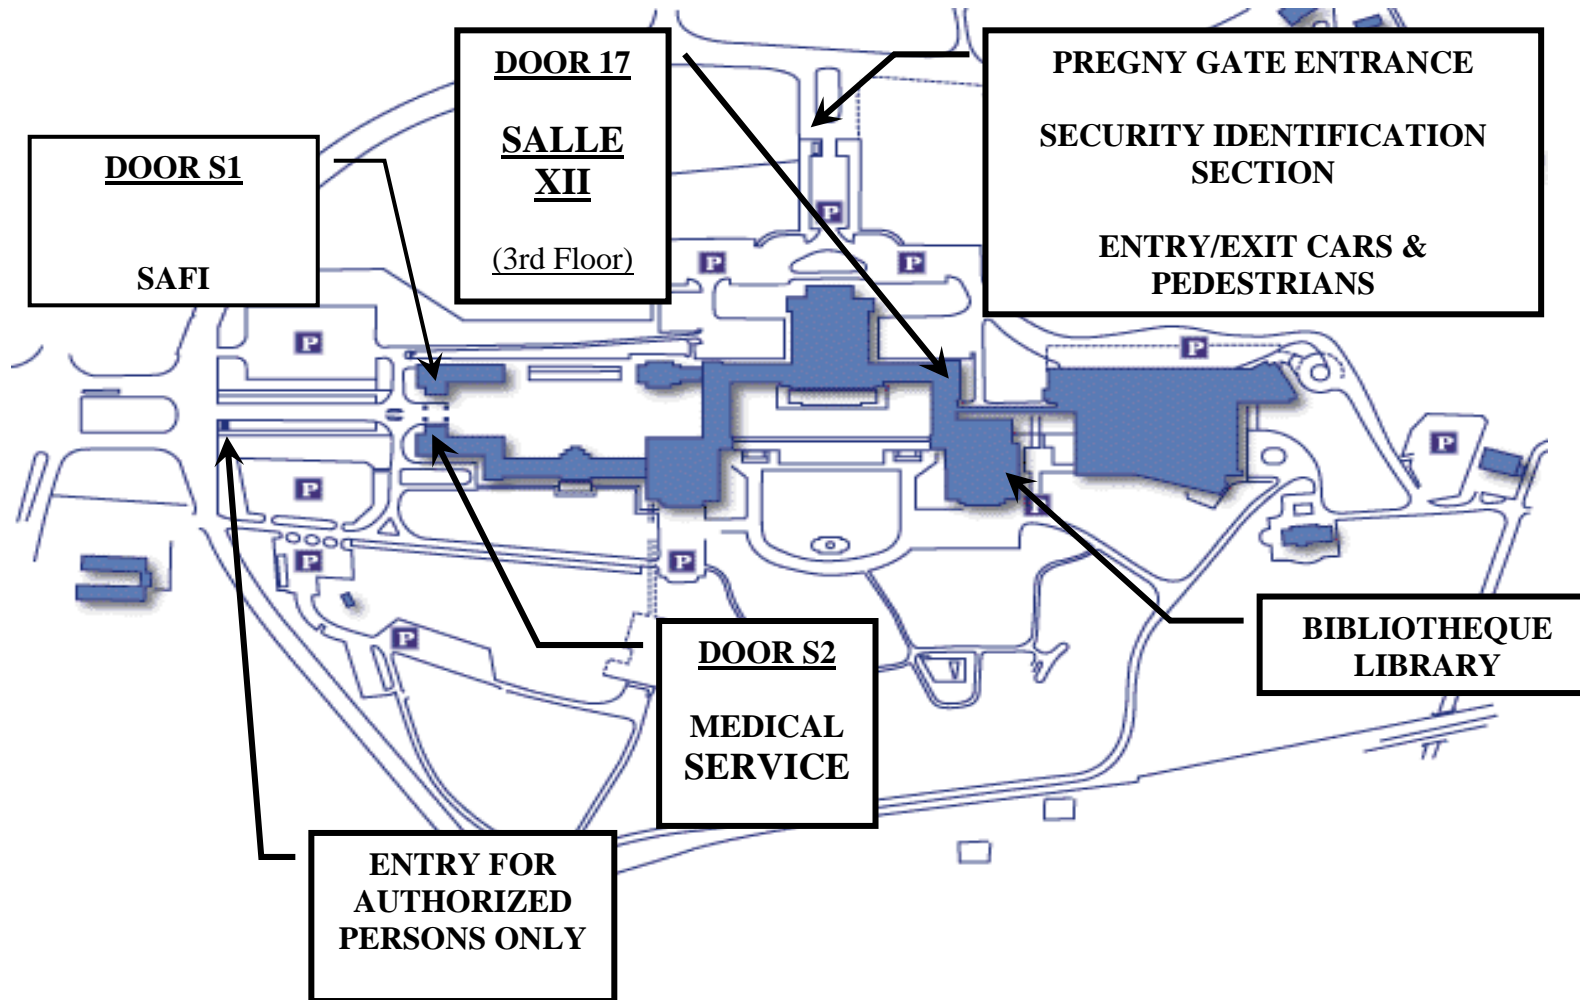 DOOR 17
SALLE
XII
(3rd Floor)
PREGNY GATE ENTRANCE
SECURITY IDENTIFICATION
SECTION
ENTRY/EXIT CARS &
PEDESTRIANS
DOOR S1
SAFI
P
P
P
P
P
P
P
P
P
P
P
DOOR S2
MEDICAL
SERVICE
BIBLIOTHEQUE
LIBRARY
ENTRY FOR
AUTHORIZED
PERSONS ONLY